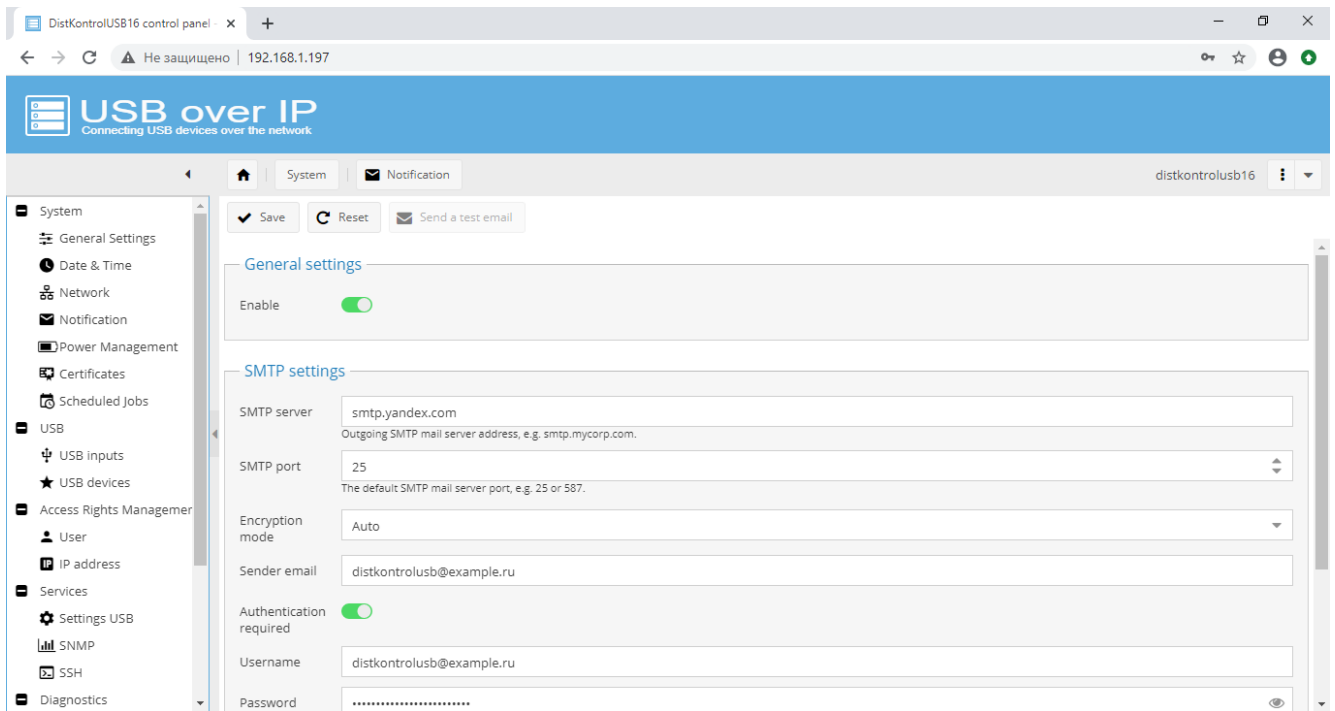 DistKontrolUSB16 control panel -
Не защищено
192.168.1.197
USB over IP
Connecting USB devices over the network
System
Notification
distkontrolusb16
System
General Settings
Date & Time
Network
Notification
Power Management
Certificates
Scheduled Jobs
USB
USB inputs
USB devices
Access Rights Managemer
User
IP address
Services
Settings USB
SNMP
SSH
Diagnostics
Save
Reset
Send a test email
General settings
Enable
SMTP settings
SMTP server
smtp.yandex.com
Outgoing SMTP mail server address, e.g. smtp.mycorp.com.
SMTP port
25
The default SMTP mail server port, e.g. 25 or 587.
Encryption
mode
Auto
Sender email
distkontrolusb@example.ru
Authentication
required
Username
distkontrolusb@example.ru
Password